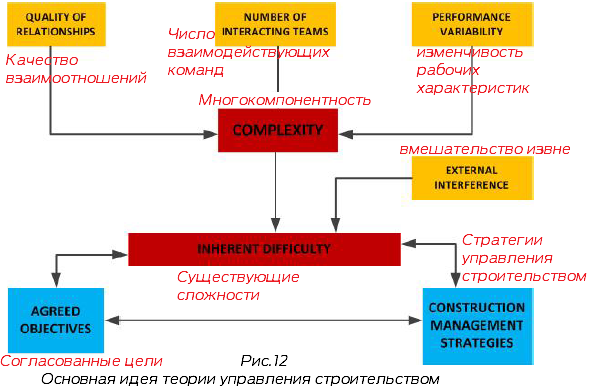 QUALITY OF
RELATIONSHIPS
NUMBER OF
INTERACTING TEAMS
PERFORMANCE
VARIABILITY
Качество
взаимоотношений
Число
взаимодействующих
команд
изменчивость
рабочих
характеристик
Многокомпонентность
COMPLEXITY
вмешательство извне
EXTERNAL
INTERFERENCE
INHERENT DIFFICULTY
Существующие
сложности
Стратегии
управления
строительством
AGREED
OBJECTIVES
CONSTRUCTION
MANAGEMENT
STRATEGIES
Согласованные цели
Рис.12
Основная идея теории управления строительством